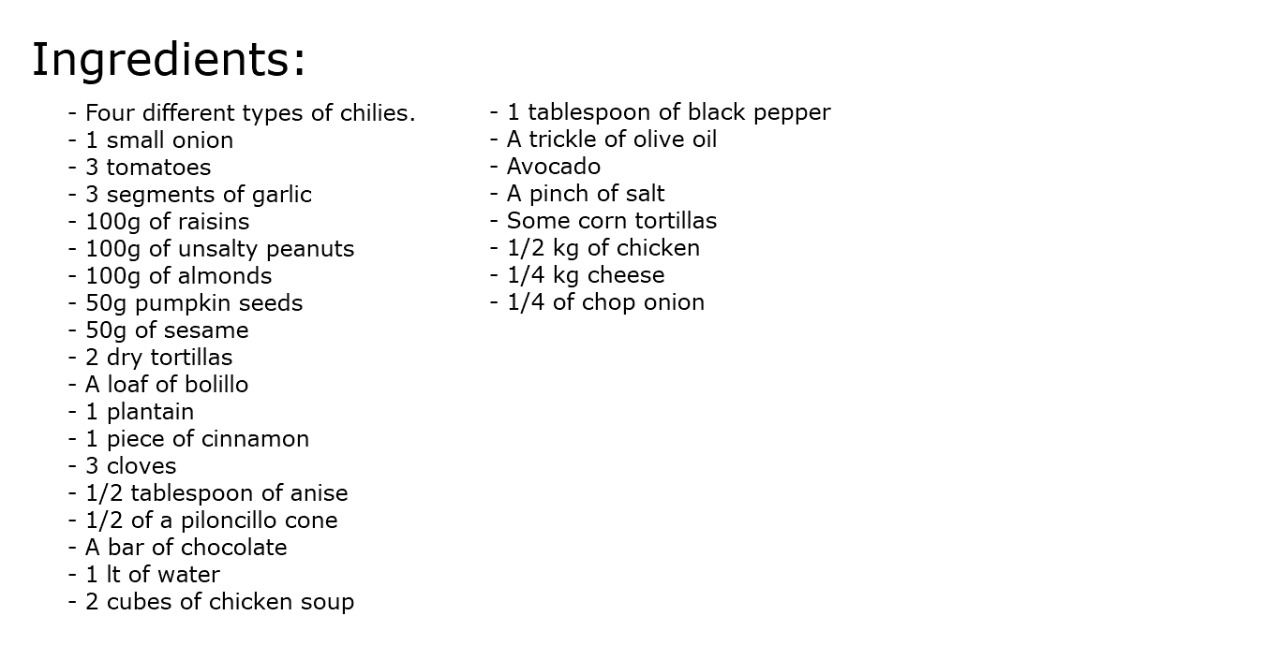 Ingredients:
- Four different types of chilies.
- 1 small onion
- 3 tomatoes
- 3 segments of garlic
- 100g of raisins
- 100g of unsalty peanuts
- 100g of almonds
- 50g pumpkin seeds
- 50g of sesame
- 2 dry tortillas
- A loaf of bolillo
- 1 plantain
- 1 piece of cinnamon
- 3 cloves
- 1/2 tablespoon of anise
- 1/2 of a piloncillo cone
- A bar of chocolate
- 1 lt of water
- 2 cubes of chicken soup
- 1 tablespoon of black pepper
- A trickle of olive oil
- Avocado
- A pinch of salt
- Some corn tortillas
- 1/2 kg of chicken
- 1/4 kg cheese
- 1/4 of chop onion